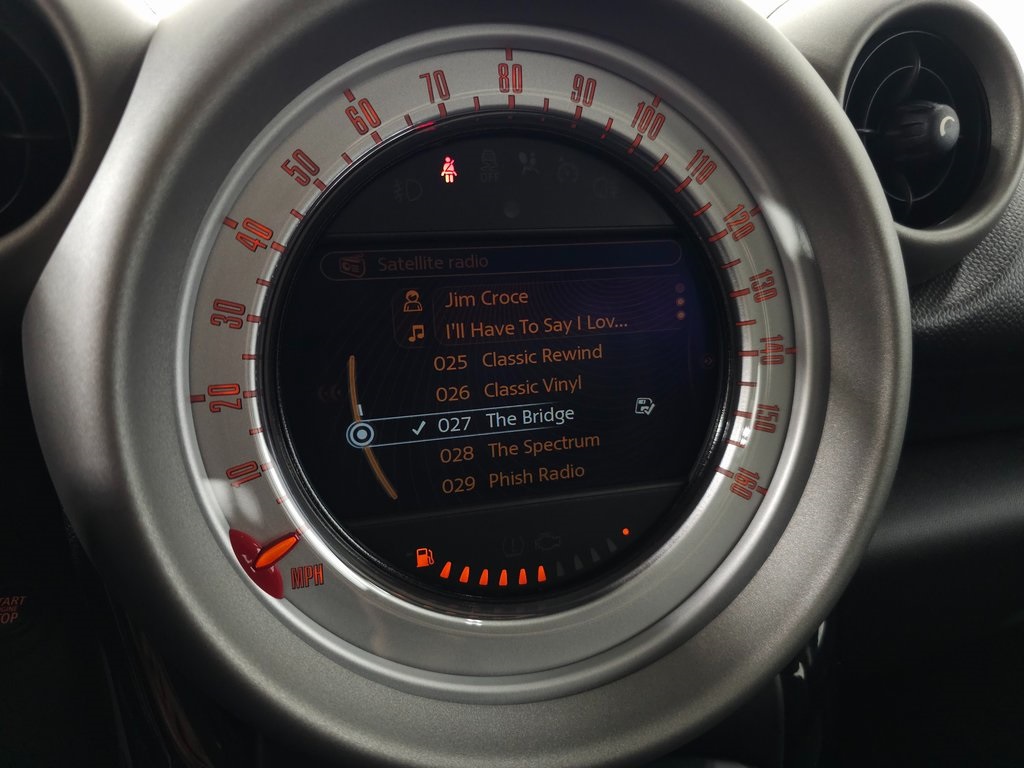 10
20
30
40
50
60
70
80
90
100
110
120
130
140
150
160
MPH
Satellite radio
Jim Croce
I'll Have To Say I Lov...
025 Classic Rewind
026 Classic Vinyl
027 The Bridge
028 The Spectrum
029 Phish Radio